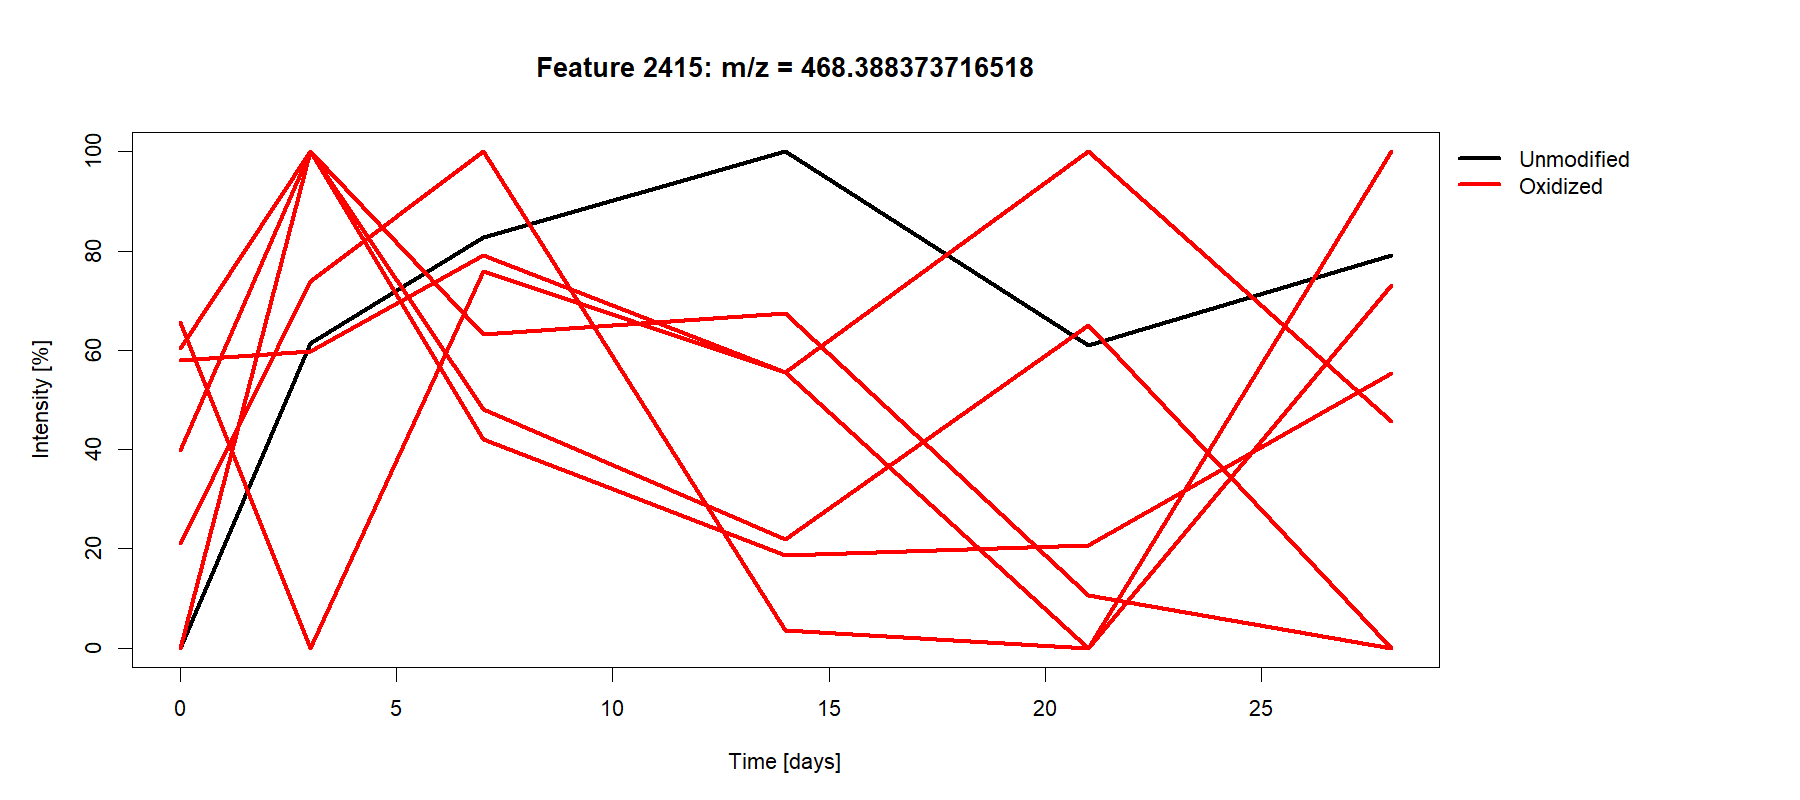 Feature 2415: m/z = 468.388373716518
Unmodified
Oxidized
Intensity [%]
100
80
60
40
20
0
0 5 10 15 20 25
Time [days]